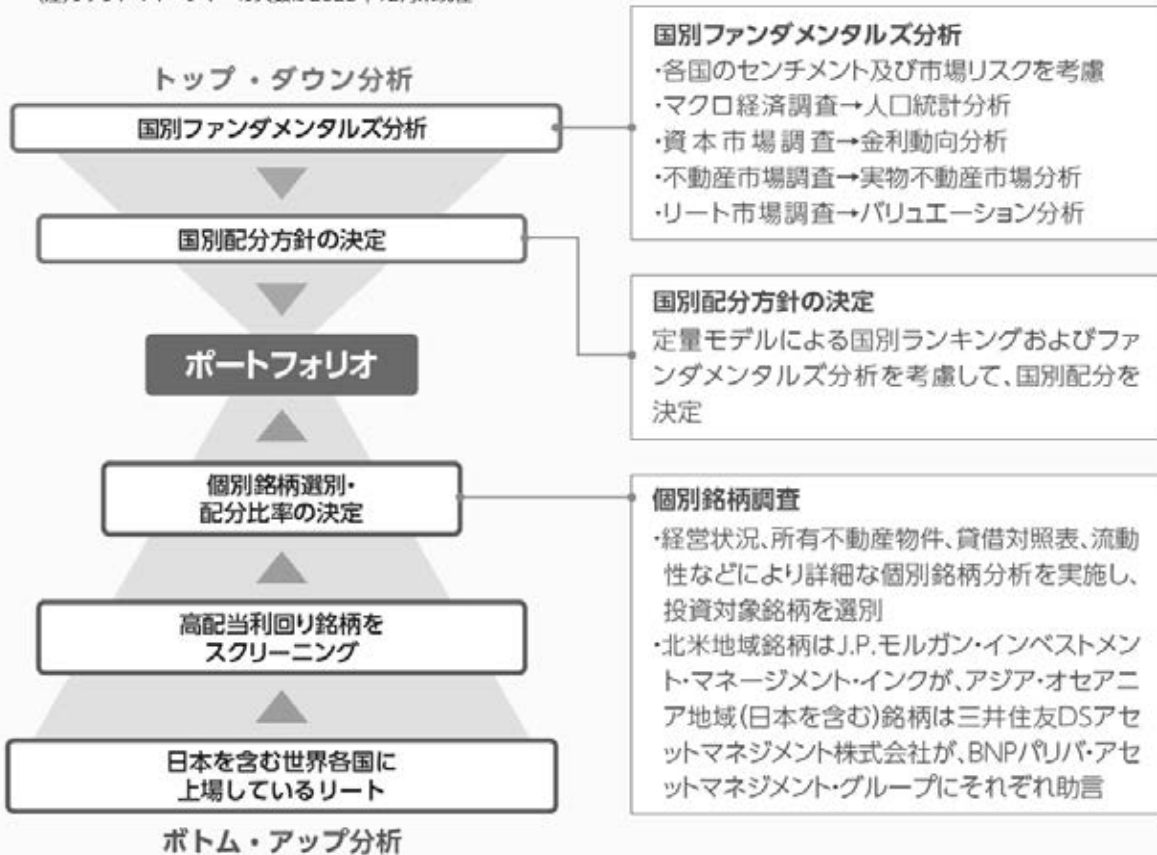 トップ・ダウン分析
国別ファンダメンタルズ分析
国別配分方針の決定
ポートフォリオ
個別銘柄選別・
配分比率の決定
高配当利回り銘柄を
スクリーニング
日本を含む世界各国に
上場しているリート
ボトム・アップ分析
国別ファンダメンタルズ分析
・各国のセンチメント及び市場リスクを考慮
・マクロ経済調査→人口統計分析
・資本市場調査→金利動向分析
・不動産市場調査→実物不動産市場分析
・リート市場調査→バリュエーション分析
国別配分方針の決定
定量モデルによる国別ランキングおよびファ
ンダメンタルズ分析を考慮して、国別配分を
決定
個別銘柄調査
・経営状況、所有不動産物件、貸借対照表、流動
性などにより詳細な個別銘柄分析を実施し、
投資対象銘柄を選別
・北米地域銘柄はJ.P.モルガン・インベストメン
ト・マネージメント・インクが、アジア・オセアニ
ア地域(日本を含む)銘柄は三井住友DSアセ
ットマネジメント株式会社が、BNPパリバ・アセ
ットマネジメント・グループにそれぞれ助言